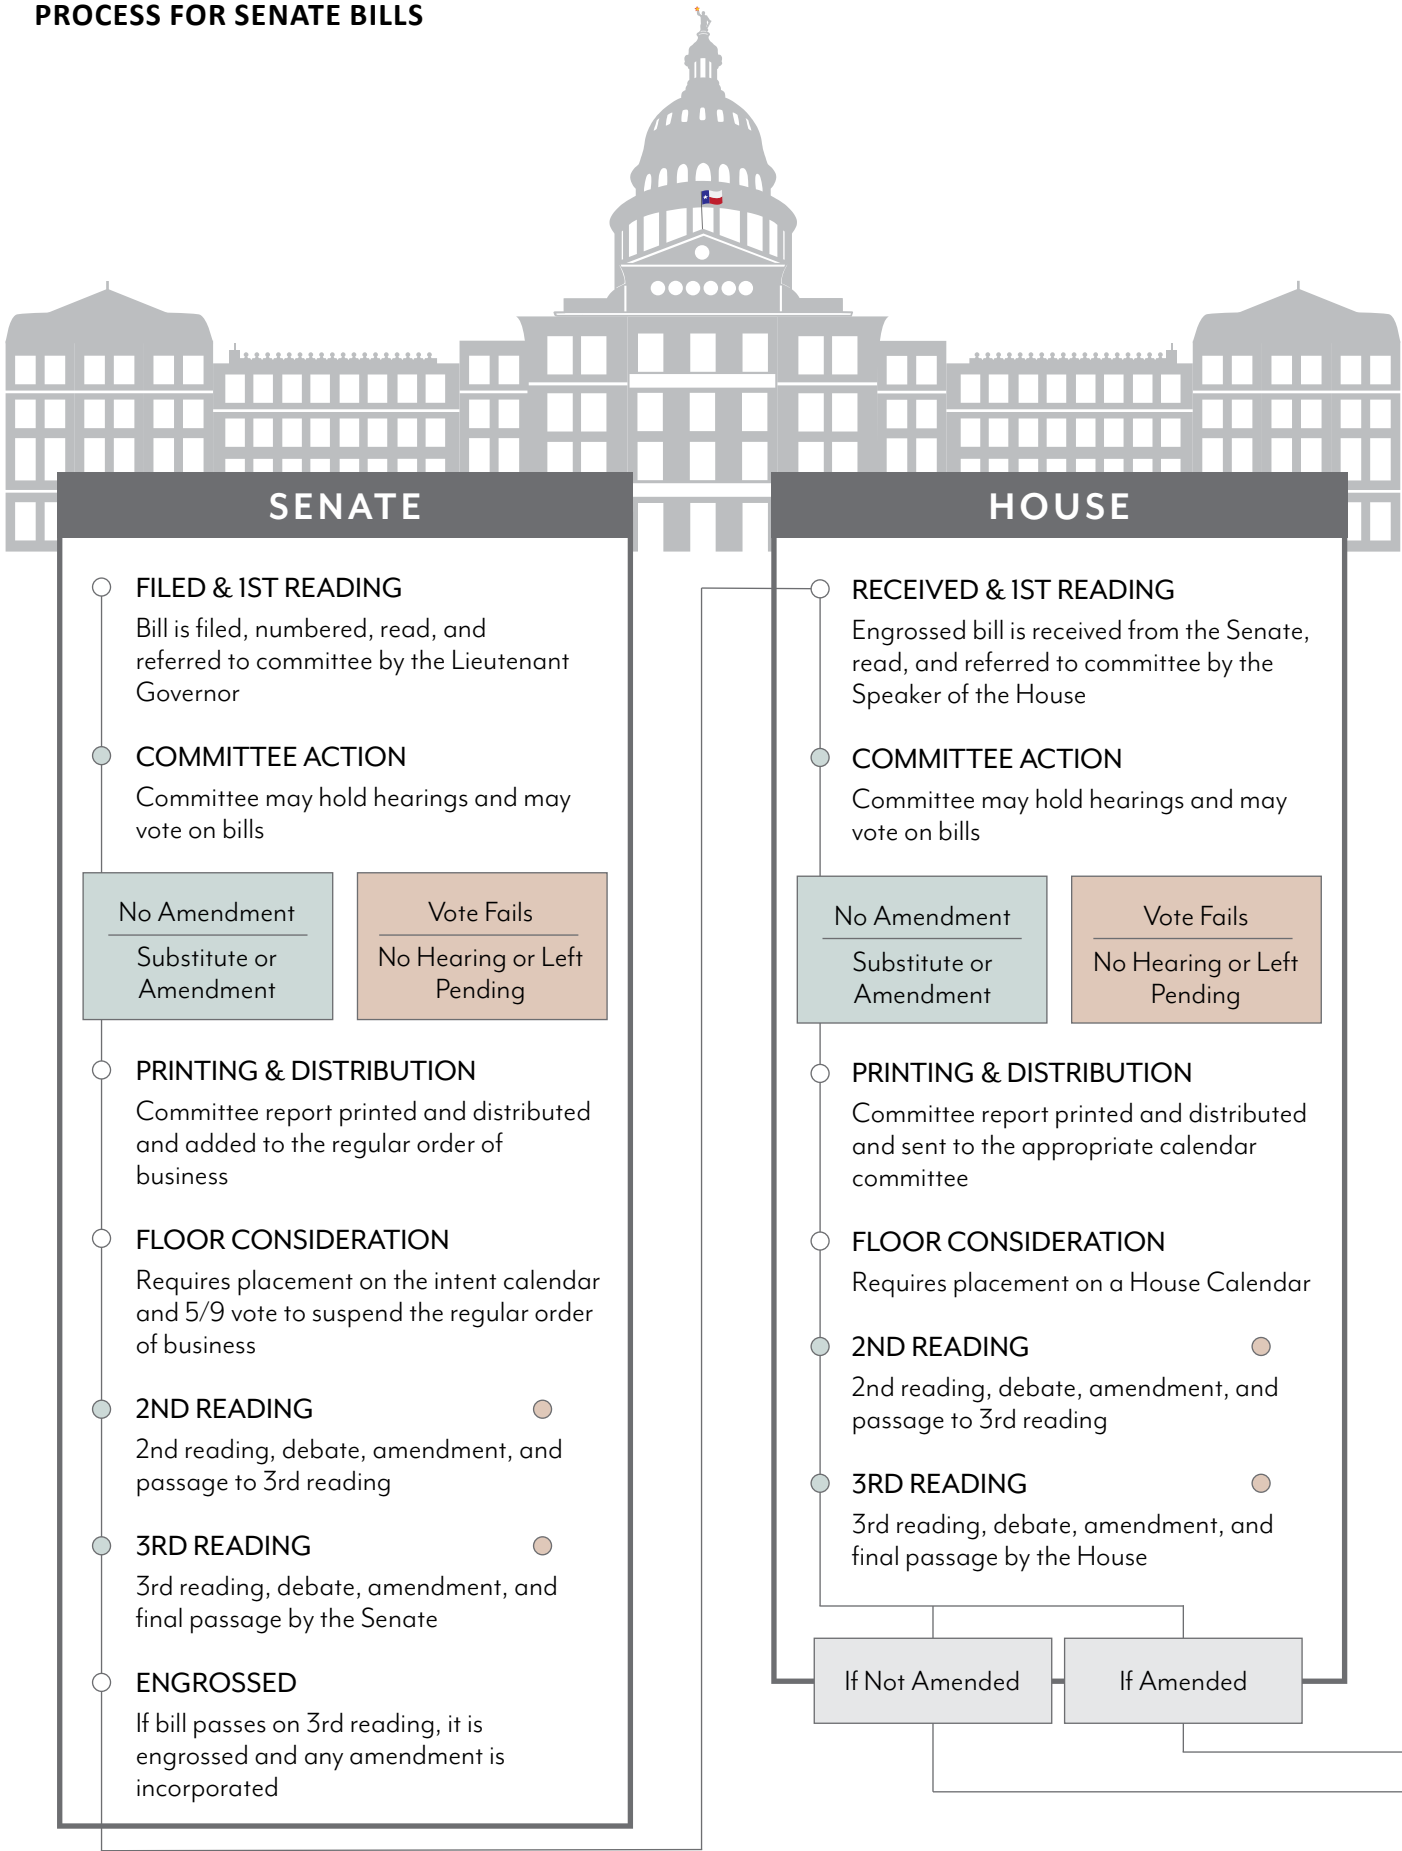 PROCESS FOR SENATE BILLS
SENATE
FILED & 1ST READING
Bill is filed, numbered, read, and
referred to committee by the Lieutenant
Governor
COMMITTEE ACTION
Committee may hold hearings and may
vote on bills
No Amendment
Substitute or
Amendment
Vote Fails
No Hearing or Left
Pending
PRINTING & DISTRIBUTION
Committee report printed and distributed
and added to the regular order of
business
FLOOR CONSIDERATION
Requires placement on the intent calendar
and 5/9 vote to suspend the regular order
of business
2ND READING
2nd reading, debate, amendment, and
passage to 3rd reading
3RD READING
3rd reading, debate, amendment, and
final passage by the Senate
ENGROSSED
If bill passes on 3rd reading, it is
engrossed and any amendment is
incorporated
HOUSE
RECEIVED & 1ST READING
Engrossed bill is received from the Senate,
read, and referred to committee by the
Speaker of the House
COMMITTEE ACTION
Committee may hold hearings and may
vote on bills
No Amendment
Substitute or
Amendment
Vote Fails
No Hearing or Left
Pending
PRINTING & DISTRIBUTION
Committee report printed and distributed
and sent to the appropriate calendar
committee
FLOOR CONSIDERATION
Requires placement on a House Calendar
2ND READING
2nd reading, debate, amendment, and
passage to 3rd reading
3RD READING
3rd reading, debate, amendment, and
final passage by the House
If Not Amended
If Amended